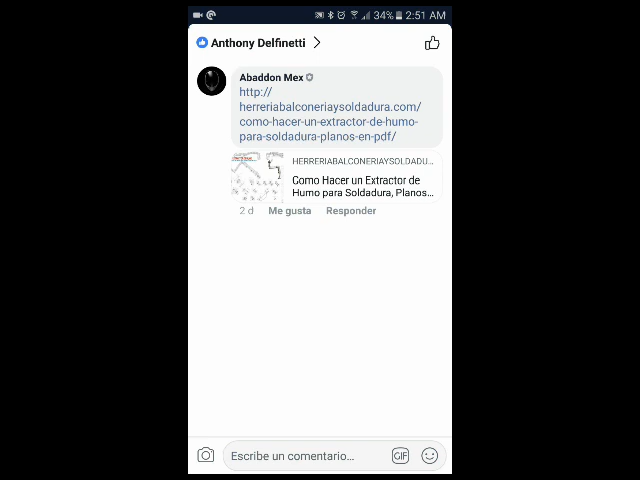 34% 2:51 AM
Anthony Delfinetti
Abaddon Mex
http://
herreriabalconeriaysoldadura.com/
como-hacer-un-extractor-de-humo-
para-soldadura-planos-en-pdf/
HERRERIABALCONERIAYSOLDADU...
Como Hacer un Extractor de
Humo para Soldadura, Planos...
2 d Me gusta Responder
Escribe un comentario... GIF